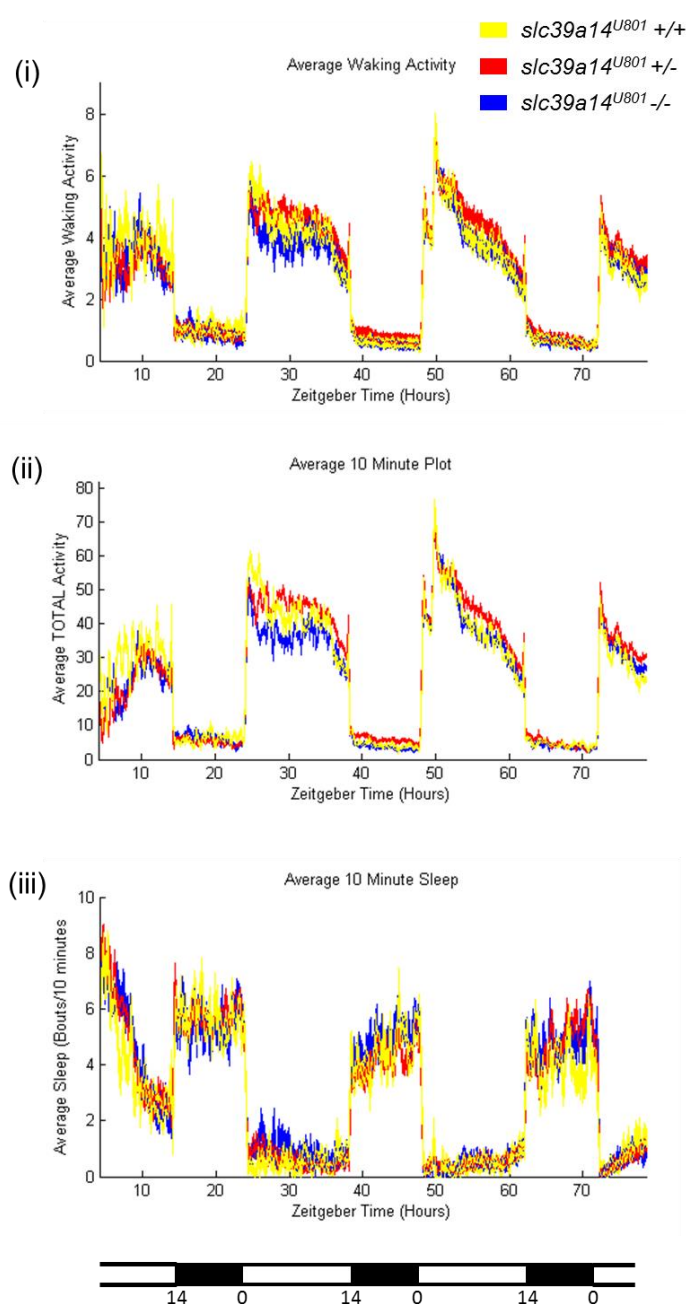 slc39a14U801 +/+
(i)
Average Waking Activity
slc39a14U801 +/-
slc39a14U801 -/-
8
6
4
2
0
Average Waking Activity
10 20 30 40 50 60 70
Zeitgeber Time (Hours)
(ii)
Average 10 Minute Plot
80
70
60
50
40
30
20
10
0
Average TOTAL Activity
10 20 30 40 50 60 70
Zeitgeber Time (Hours)
(iii)
Average 10 Minute Sleep
10
8
6
4
2
0
Average Sleep (Bouts/10 minutes
10 20 30 40 50 60 70
Zeitgeber Time (Hours)
14 0 14 0 14 0